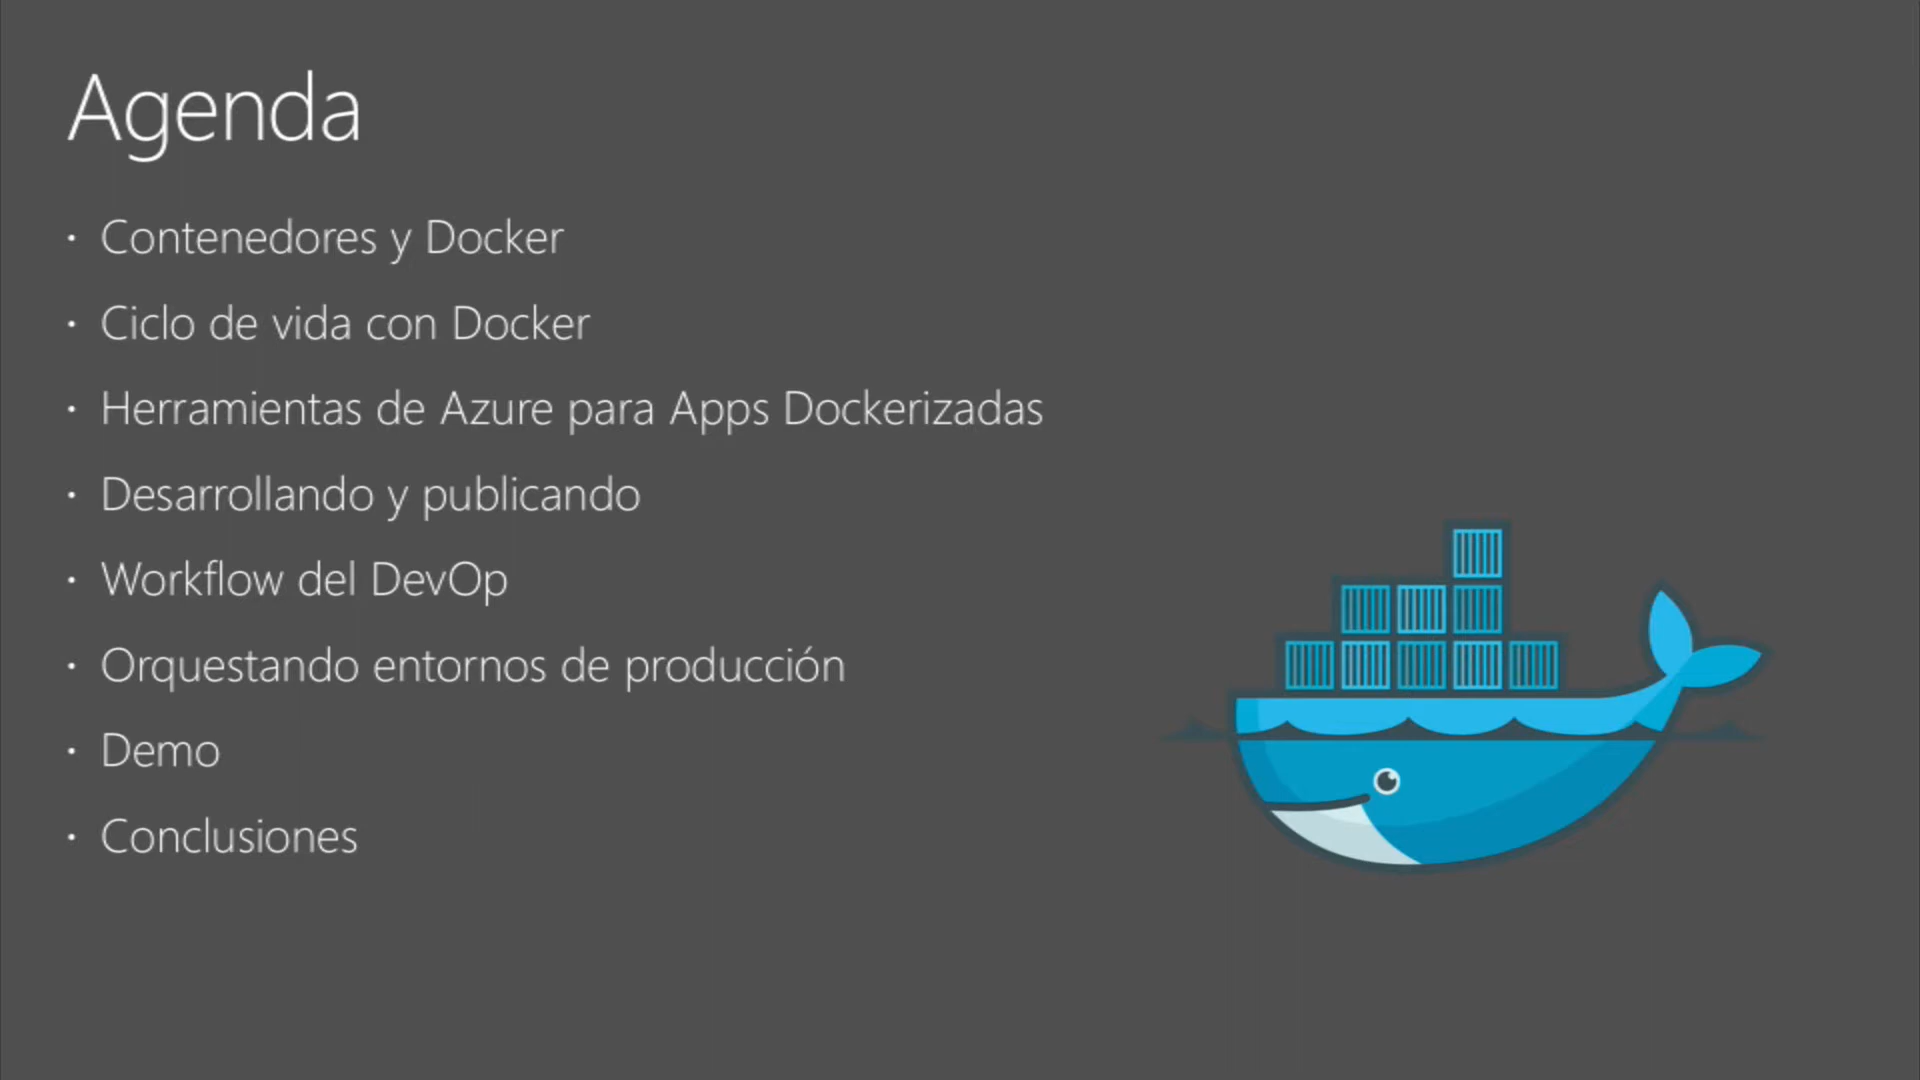 Agenda
· Contenedores y Docker
· Ciclo de vida con Docker
· Herramientas de Azure para Apps Dockerizadas
· Desarrollando y publicando
· Workflow del DevOp
· Orquestando entornos de producción
· Demo
· Conclusiones